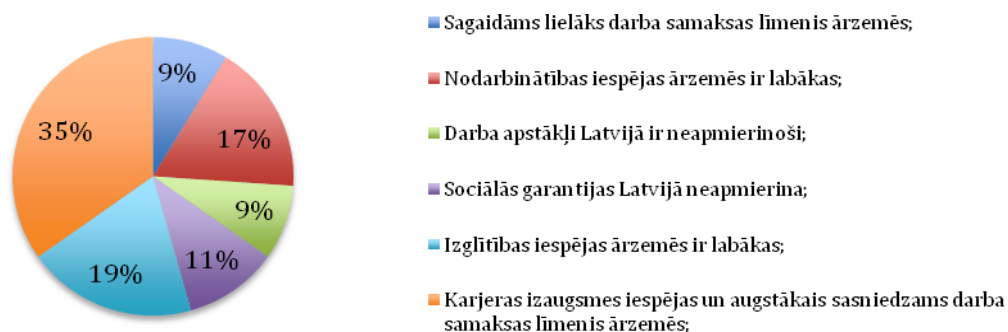 9%
17%
9%
11%
19%
35%
Sagaidāms lielāks darba samaksas līmenis ārzemēs;
Nodarbinātības iespējas ārzemēs ir labākas;
Darba apstākļi Latvijā ir neapmierinoši;
Sociālās garantijas Latvijā neapmierina;
Izglītības iespējas ārzemēs ir labākas;
Karjeras izaugsmes iespējas un augstākais sasniedzams darba
samaksas līmenis ārzemēs;